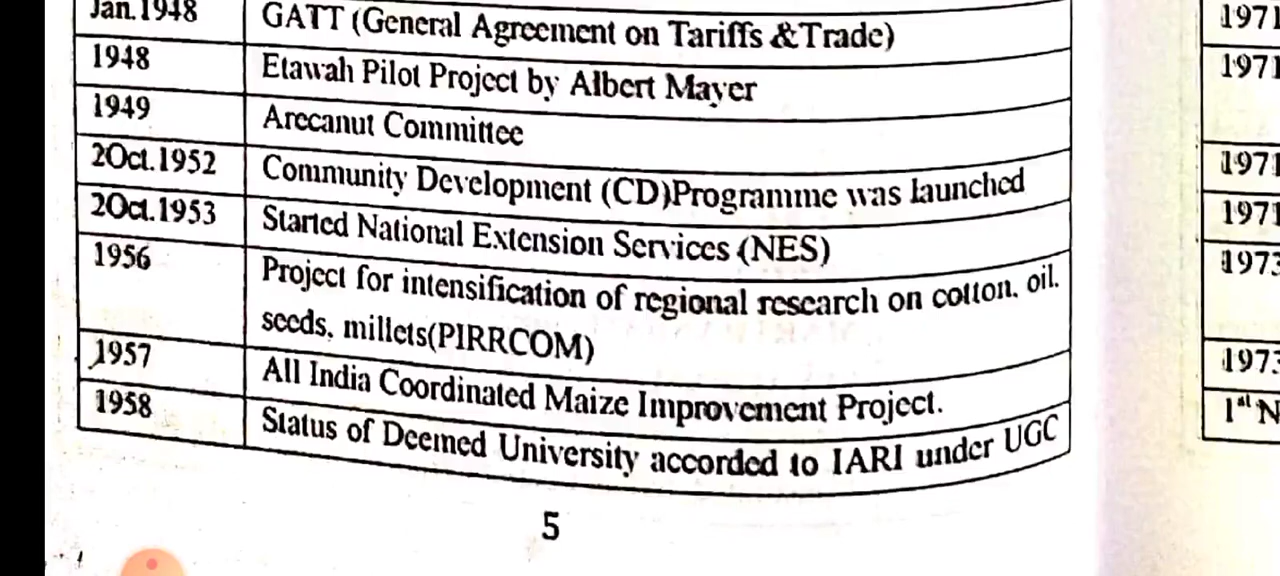 Jan.1948 GATT (General Agreement on Tariffs &Trade)
1948 Etawah Pilot Project by Albert Mayer
1949 Arecanut Committee
2Oct.1952 Community Development (CD)Programme was launched
2Oct.1953 Started National Extension Services (NES)
1956 Project for intensification of regional research on cotton, oil,
seeds, millets(PIRRCOM)
1957 All India Coordinated Maize Improvement Project.
1958 Status of Deemed University accorded to IARI under UGC
5
1971
1971
1971
1971
1973
1973
1st N